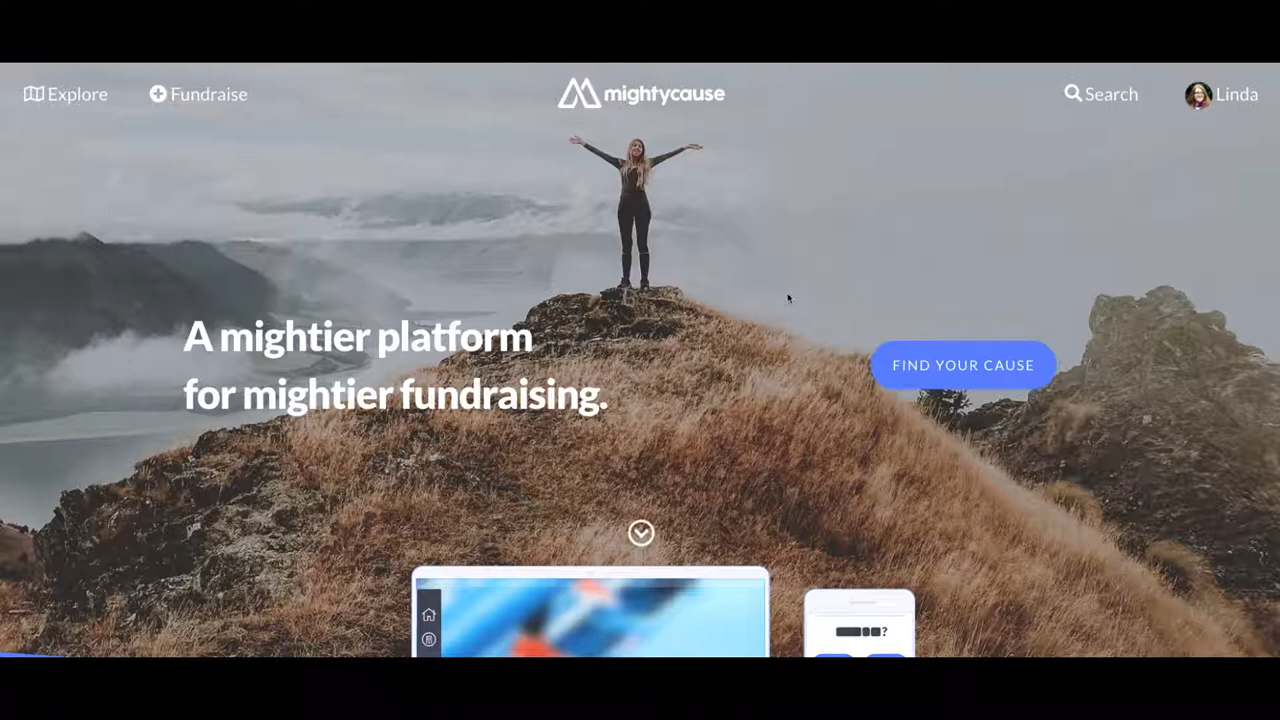 Explore
Fundraise
mightycause
Search
Linda
A mightier platform
for mightier fundraising.
FIND YOUR CAUSE
?